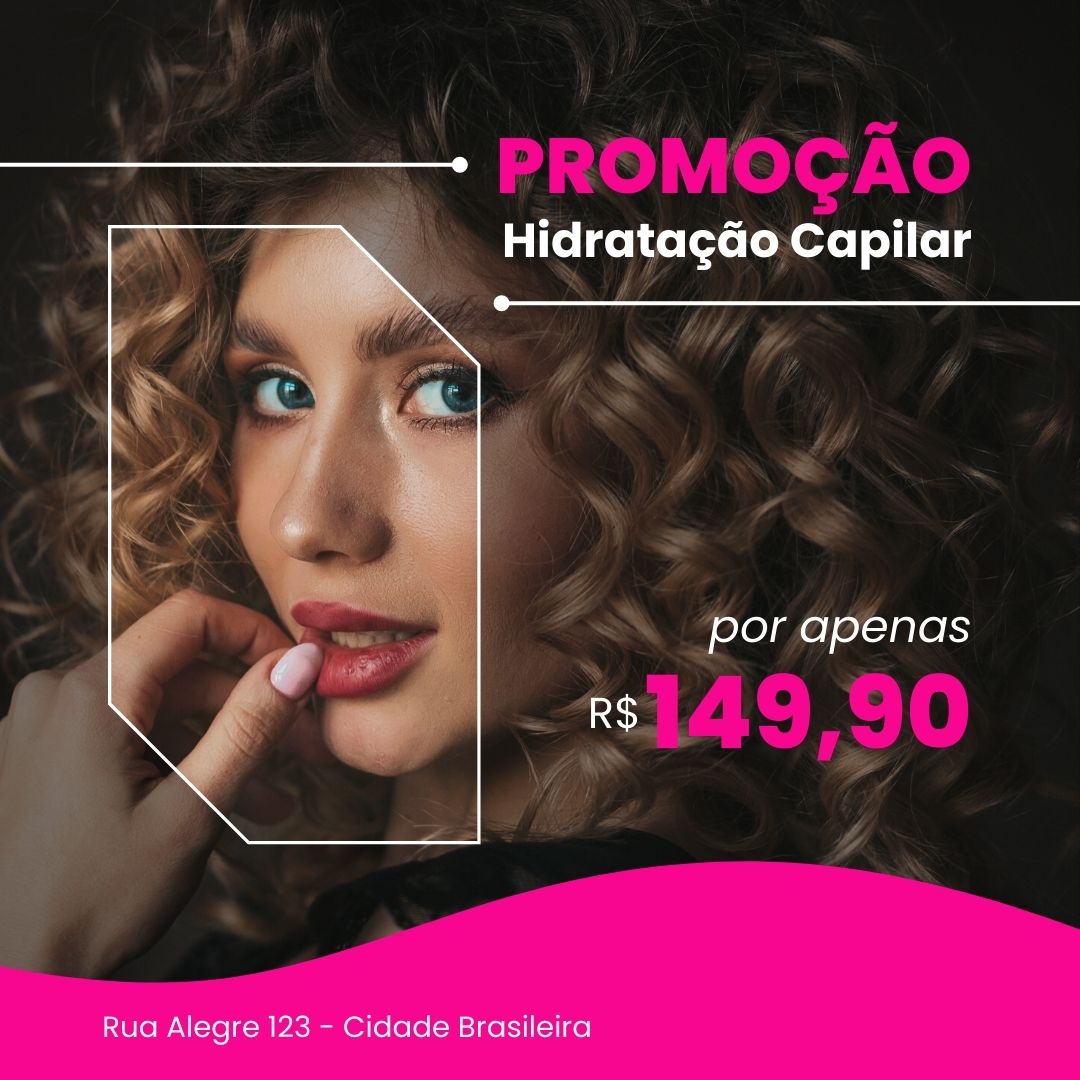 PROMOÇÃO
Hidratação Capilar
por apenas
R$149,90
Rua Alegre 123 - Cidade Brasileira